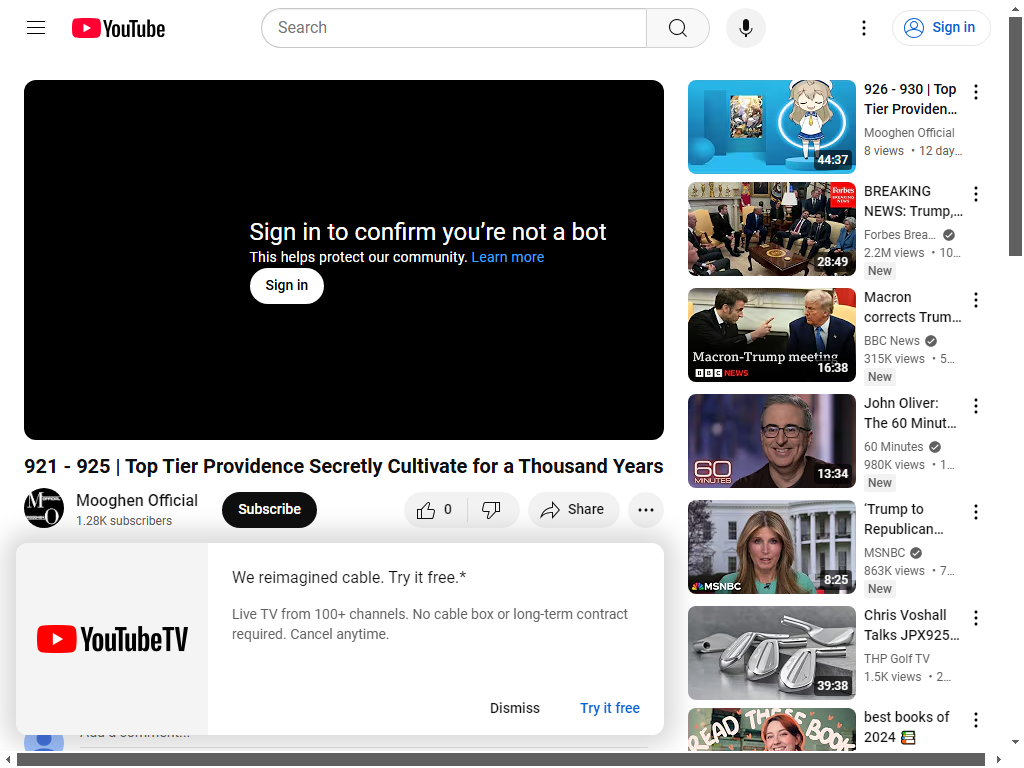 YouTube
Search
Sign in
Sign in to confirm you're not a bot
This helps protect our community. Learn more
Sign in
921 - 925 | Top Tier Providence Secretly Cultivate for a Thousand Years
Mooghen Official
1.28K subscribers
Subscribe
0
Share
YouTubeTV
We reimagined cable. Try it free.*
Live TV from 100+ channels. No cable box or long-term contract
required. Cancel anytime.
Dismiss
Try it free
Add a comment...
44:37
926 - 930 | Top
Tier Providen...
Mooghen Official
8 views • 12 day...
Forbes
BREAKING NEWS
28:49
BREAKING
NEWS: Trump,...
Forbes Brea...
2.2M views • 10...
New
Macron-Trump meeting
BBC NEWS
16:38
Macron
corrects Trum...
BBC News
315K views • 5...
New
60
MINUTES
13:34
John Oliver:
The 60 Minut...
60 Minutes
980K views • 1...
New
MSNBC
8:25
'Trump to
Republican...
MSNBC
863K views • 7...
New
39:38
Chris Voshall
Talks JPX925...
THP Golf TV
1.5K views • 2...
READ THESE BOOK
best books of
2024